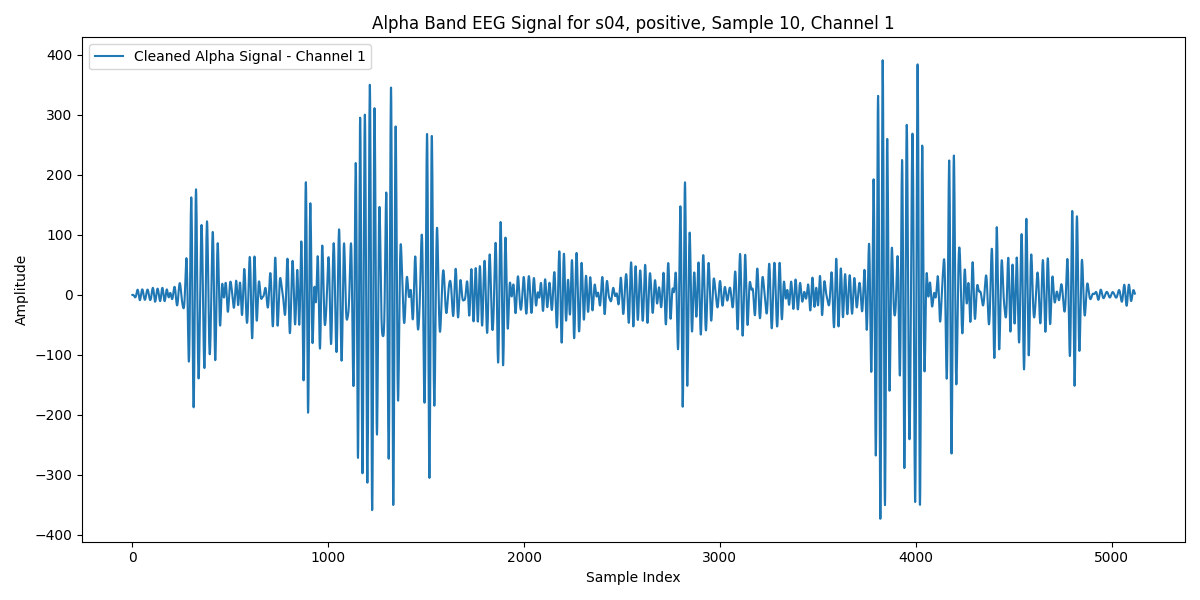 Alpha Band EEG Signal for s04, positive, Sample 10, Channel 1
Cleaned Alpha Signal - Channel 1
400
300
200
100
0
−100
−200
−300
−400
Amplitude
0 1000 2000 3000 4000 5000
Sample Index